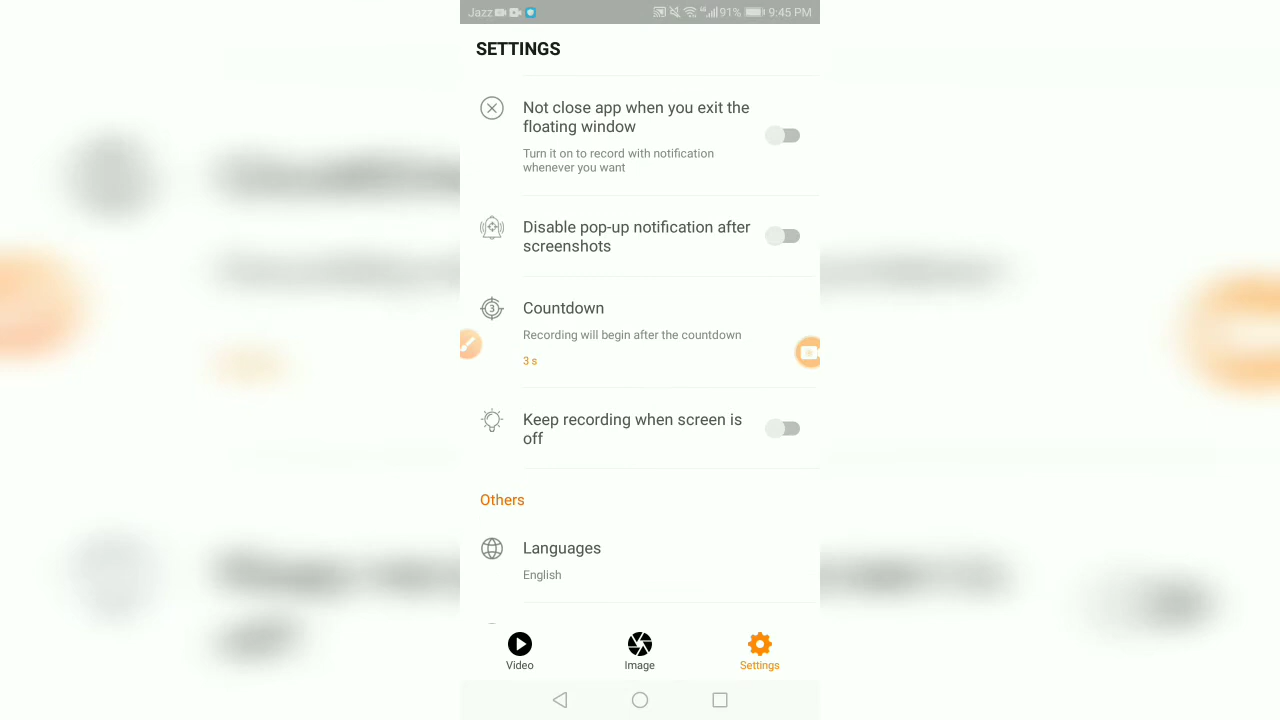 Jazz 91% 9:45 PM
SETTINGS
Not close app when you exit the
floating window
Turn it on to record with notification
whenever you want
Disable pop-up notification after
screenshots
3
Countdown
Recording will begin after the countdown
3 s
Keep recording when screen is
off
Others
Languages
English
Video
Image
Settings